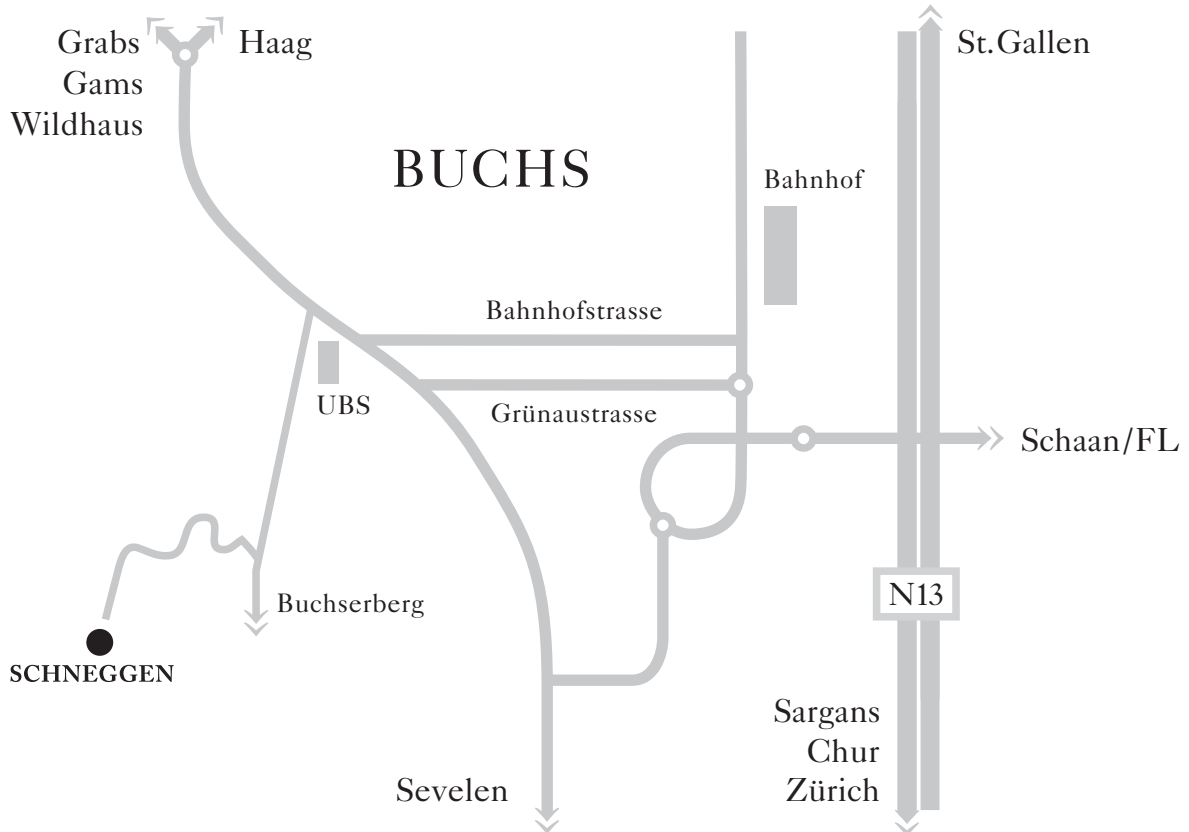 Grabs
Haag
St.Gallen
Gams
Wildhaus
BUCHS
Bahnhof
Bahnhofstrasse
UBS
Grünaustrasse
Schaan/FL
N13
Buchserberg
SCHNEGGEN
Sargans
Chur
Sevelen
Zürich